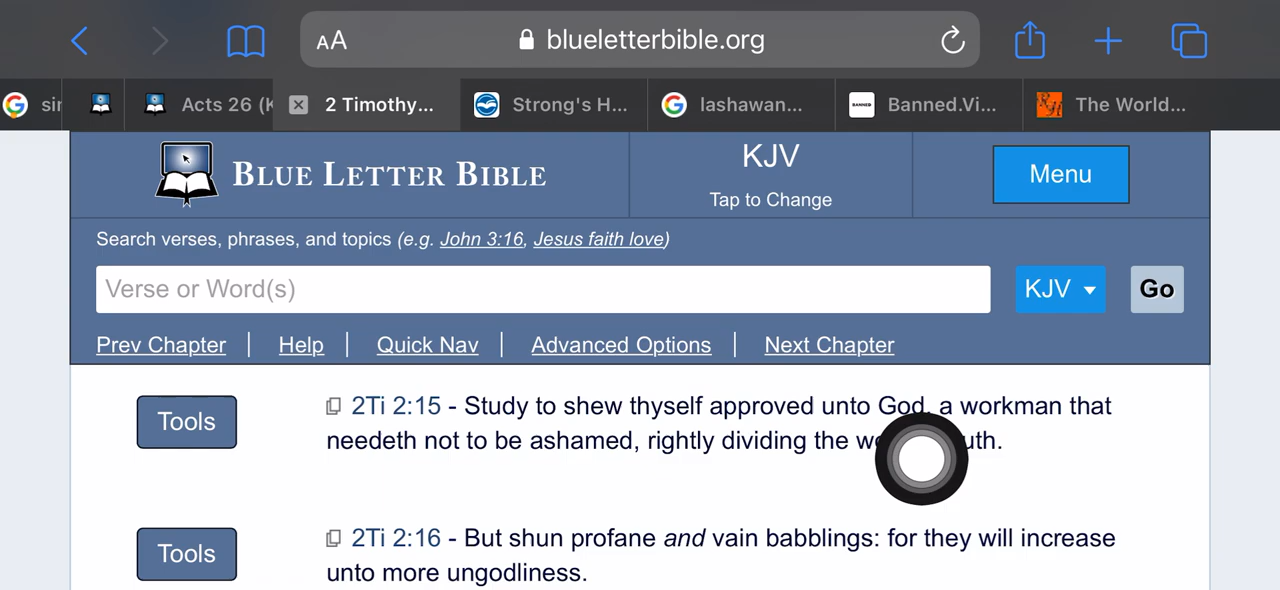 AA blueletterbible.org
sir Acts 26 (K 2 Timothy... Strong's H... lashawan... BANNED Banned.Vi... The World...
BLUE LETTER BIBLE KJV Menu
Tap to Change
Search verses, phrases, and topics (e.g. John 3:16, Jesus faith love)
Verse or Word(s) KJV Go
Prev Chapter | Help | Quick Nav | Advanced Options | Next Chapter
Tools 2Ti 2:15 - Study to shew thyself approved unto God, a workman that
needeth not to be ashamed, rightly dividing the
Tools 2Ti 2:16 - But shun profane and vain babblings: for they will increase
unto more ungodliness.